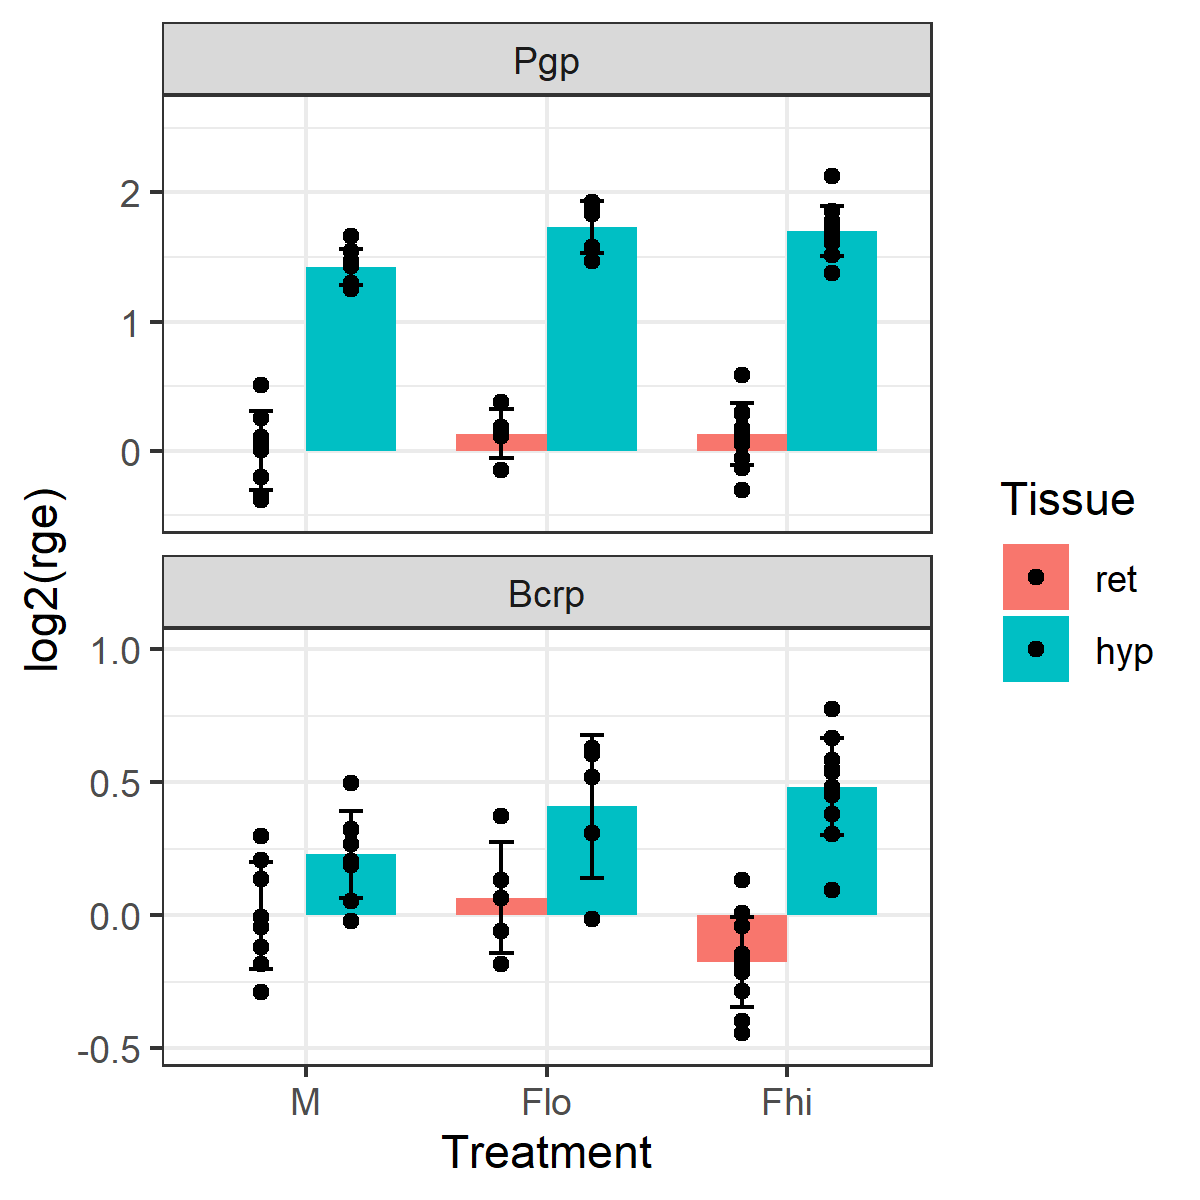 Pgp
2
1
0
log2(rge)
Bcrp
1.0
0.5
0.0
-0.5
M Flo Fhi
Treatment
Tissue
ret
hyp